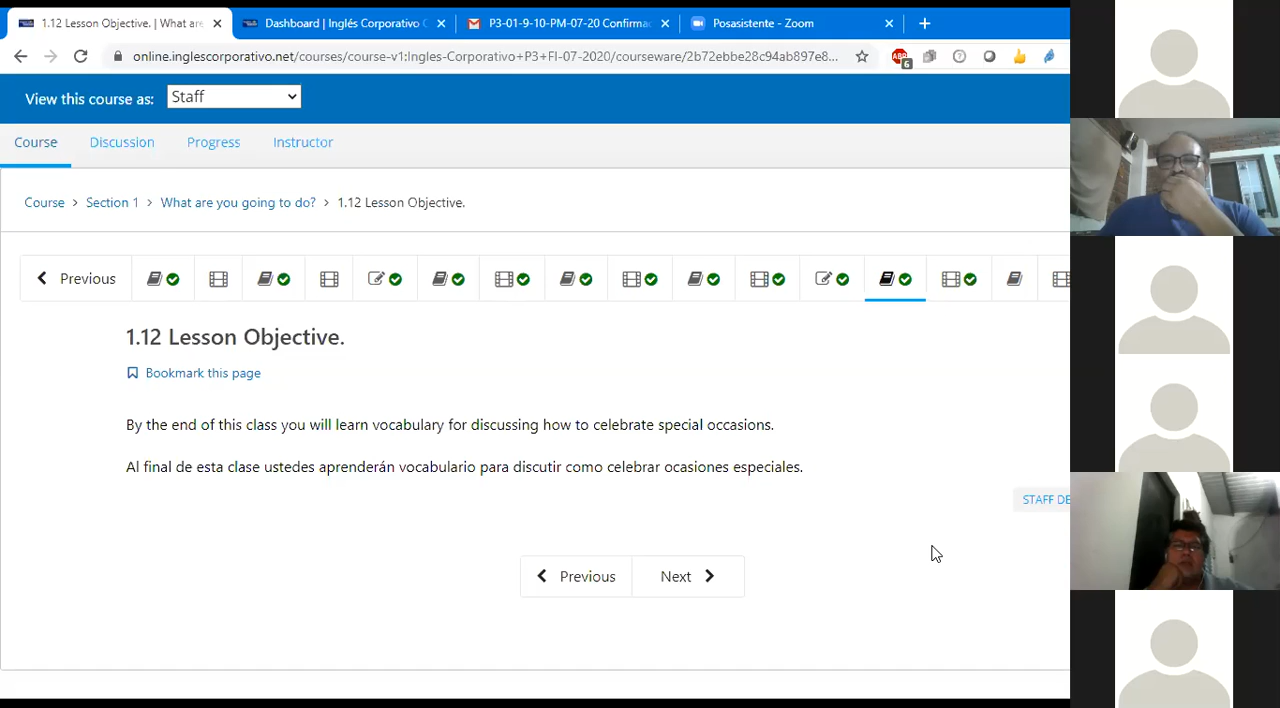 1.12 Lesson Objective. | What are
Dashboard | Inglés Corporativo
P3-01-9-10-PM-07-20 Confirma
Posasistente - Zoom
online.inglescorporativo.net/courses/course-v1:Ingles-Corporativo+P3+FI-07-2020/courseware/2b72ebbe28c94ab897e8...
ABP
6
View this course as:
Staff
Course
Discussion
Progress
Instructor
Course > Section 1 > What are you going to do? > 1.12 Lesson Objective.
Previous
1.12 Lesson Objective.
Bookmark this page
By the end of this class you will learn vocabulary for discussing how to celebrate special occasions.
Al final de esta clase ustedes aprenderán vocabulario para discutir como celebrar ocasiones especiales.
STAFF DE
Previous
Next